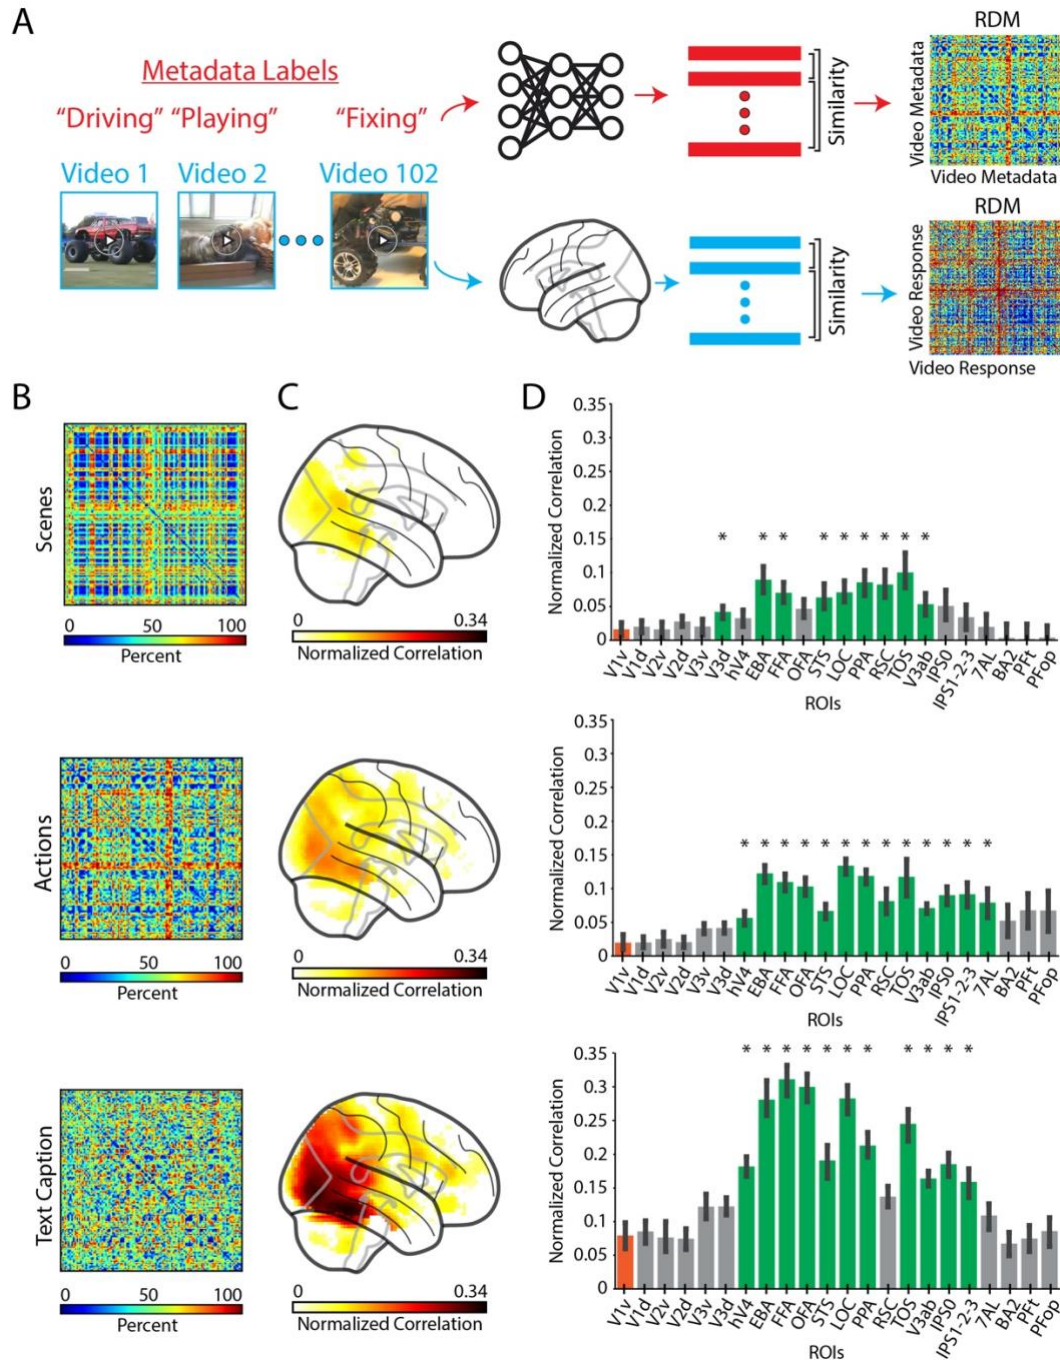 A
Metadata Labels
“Driving” “Playing” “Fixing”
Video 1 Video 2 Video 102
Similarity
RDM
Video Metadata
Video Metadata
Similarity
RDM
Video Response
Video Response
B
Scenes
0 50 100
Percent
C
0 0.34
Normalized Correlation
D
Normalized Correlation
0.35
0.3
0.25
0.2
0.15
0.1
0.05
0
* * * * * * * * *
V1v V1d V2v V2d V3v V3d hV4 EBA FFA OFA STS LOC PPA RSC TOS V3ab IPS0 IPS1-2-3 7AL BA2 PFt PFop
ROIs
Actions
0 50 100
Percent
0 0.34
Normalized Correlation
Normalized Correlation
0.35
0.3
0.25
0.2
0.15
0.1
0.05
0
* * * * * * * * * * * * *
V1v V1d V2v V2d V3v V3d hV4 EBA FFA OFA STS LOC PPA RSC TOS V3ab IPS0 IPS1-2-3 7AL BA2 PFt PFop
ROIs
Text Caption
0 50 100
Percent
0 0.34
Normalized Correlation
Normalized Correlation
0.35
0.3
0.25
0.2
0.15
0.1
0.05
0
* * * * * * * * * * *
V1v V1d V2v V2d V3v V3d hV4 EBA FFA OFA STS LOC PPA RSC TOS V3ab IPS0 IPS1-2-3 7AL BA2 PFt PFop
ROIs